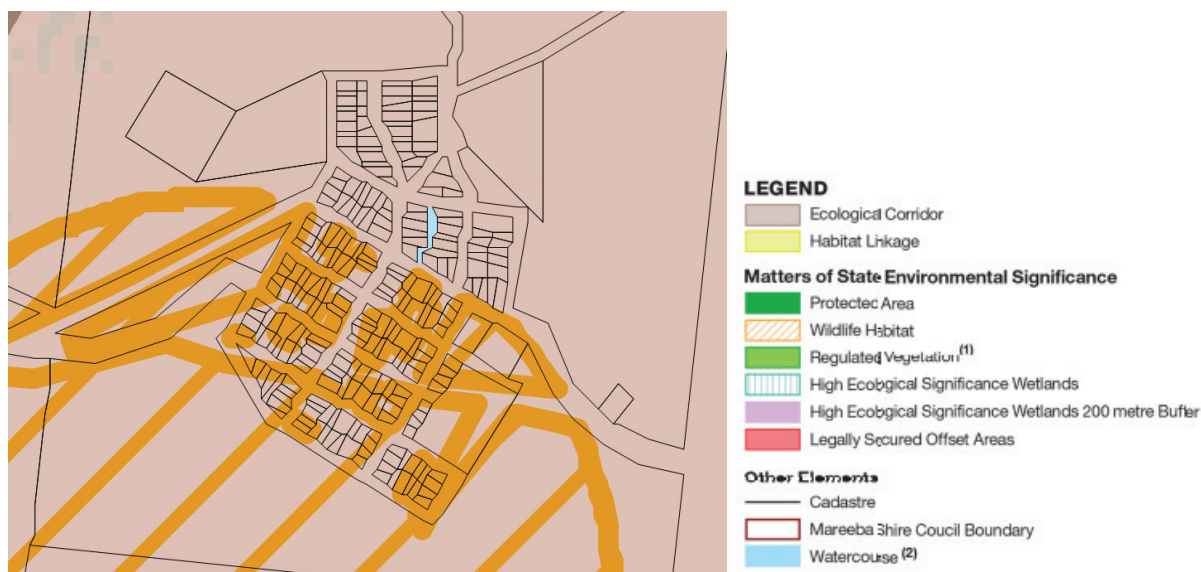 LEGEND
Ecological Corridor
Habitat Linkage
Matters of State Environmental Significance
Protected Area
Wildlife Habitat
Regulated Vegetation(1)
High Ecological Significance Wetlands
High Ecological Significance Wetlands 200 metre Buffer
Legally Secured Offset Areas
Other Elements
Cadastre
Mareeba Shire Coucil Boundary
Watercourse (2)